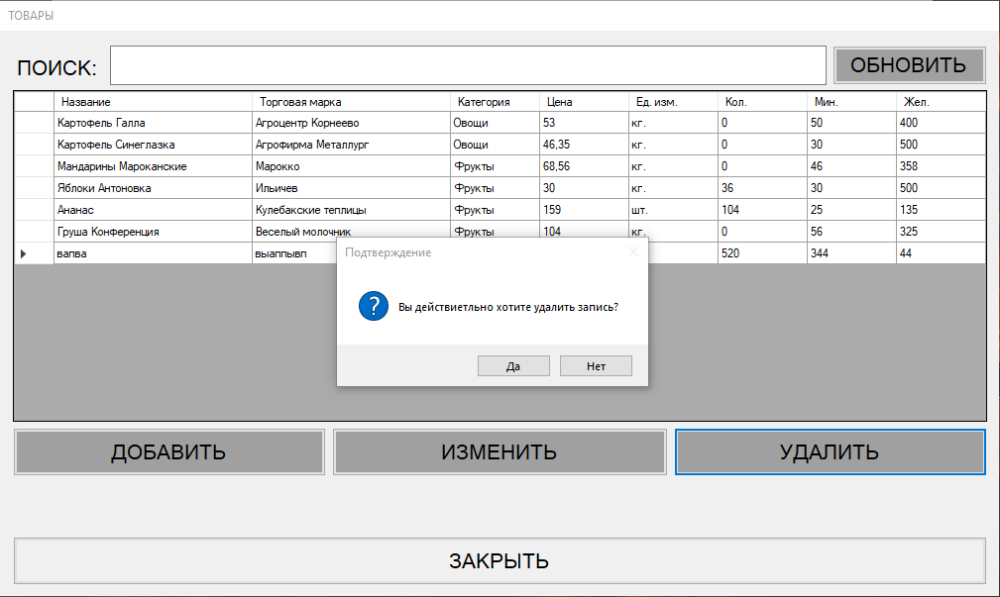 ТОВАРЫ
ПОИСК:
ОБНОВИТЬ
Название Торговая марка Категория Цена Ед. изм. Кол. Мин. Жел.
Картофель Галла Агроцентр Корнеево Овощи 53 кг. 0 50 400
Картофель Синеглазка Агрофирма Металлург Овощи 46,35 кг. 0 30 500
Мандарины Мароканские Марокко Фрукты 68,56 кг. 0 46 358
Яблоки Антоновка Ильичев Фрукты 30 кг. 36 30 500
Ананас Кулебакские теплицы Фрукты 159 шт. 104 25 135
Груша Конференция Веселый молочник Фрукты 104 кг. 0 56 325
вапва выаппывп 520 344 44
Подтверждение
Вы действиетльно хотите удалить запись?
Да Нет
ДОБАВИТЬ ИЗМЕНИТЬ УДАЛИТЬ
ЗАКРЫТЬ